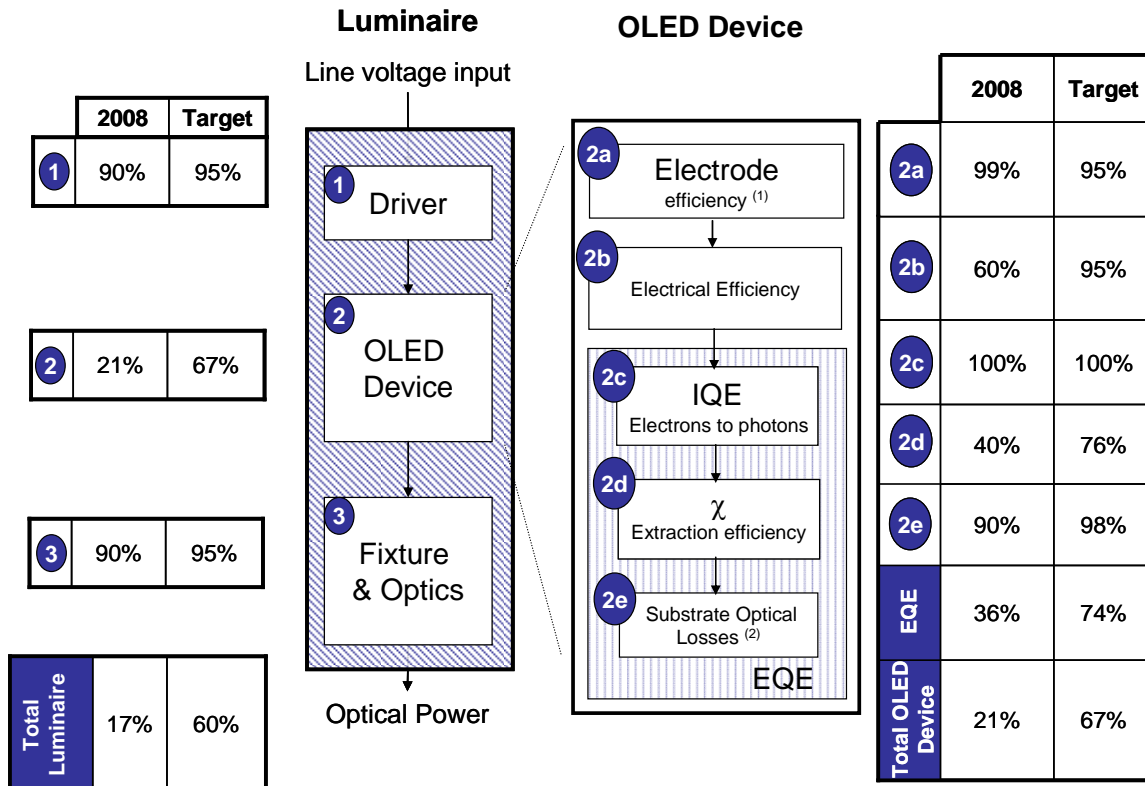 Luminaire
OLED Device
Line voltage input
2008 Target
1 90% 95%
2 21% 67%
3 90% 95%
Total Luminaire 17% 60%
1
Driver
2
OLED
Device
3
Fixture
& Optics
Optical Power
2a
Electrode
efficiency (1)
2b
Electrical Efficiency
2c
IQE
Electrons to photons
2d
χ
Extraction efficiency
2e
Substrate Optical
Losses (2)
EQE
2008 Target
2a 99% 95%
2b 60% 95%
2c 100% 100%
2d 40% 76%
2e 90% 98%
EQE 36% 74%
Total OLED Device 21% 67%